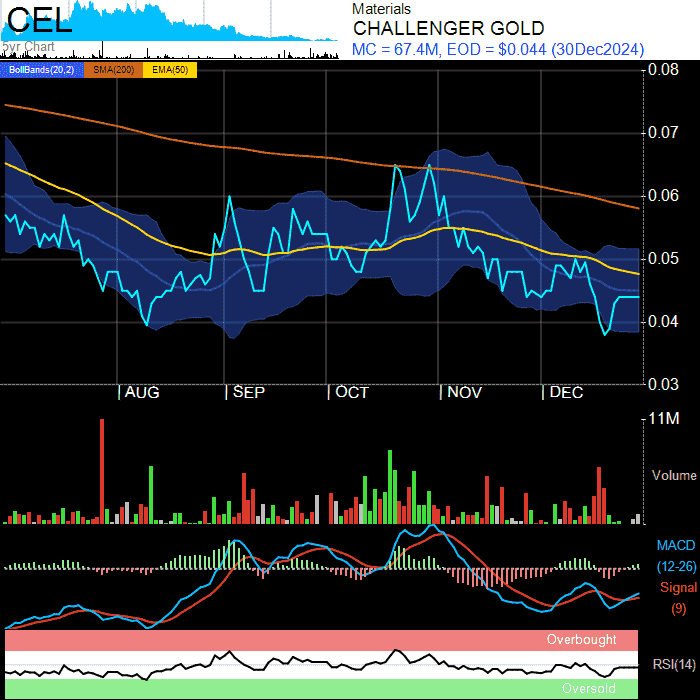 CEL
5yr Chart
Materials
CHALLENGER GOLD
MC = 67.4M, EOD = $0.044 (30Dec2024)
BollBands(20,2) SMA(200) EMA(50)
0.08
0.07
0.06
0.05
0.04
0.03
AUG SEP OCT NOV DEC
11M
Volume
MACD
(12-26)
Signal
(9)
Overbought
RSI(14)
Oversold